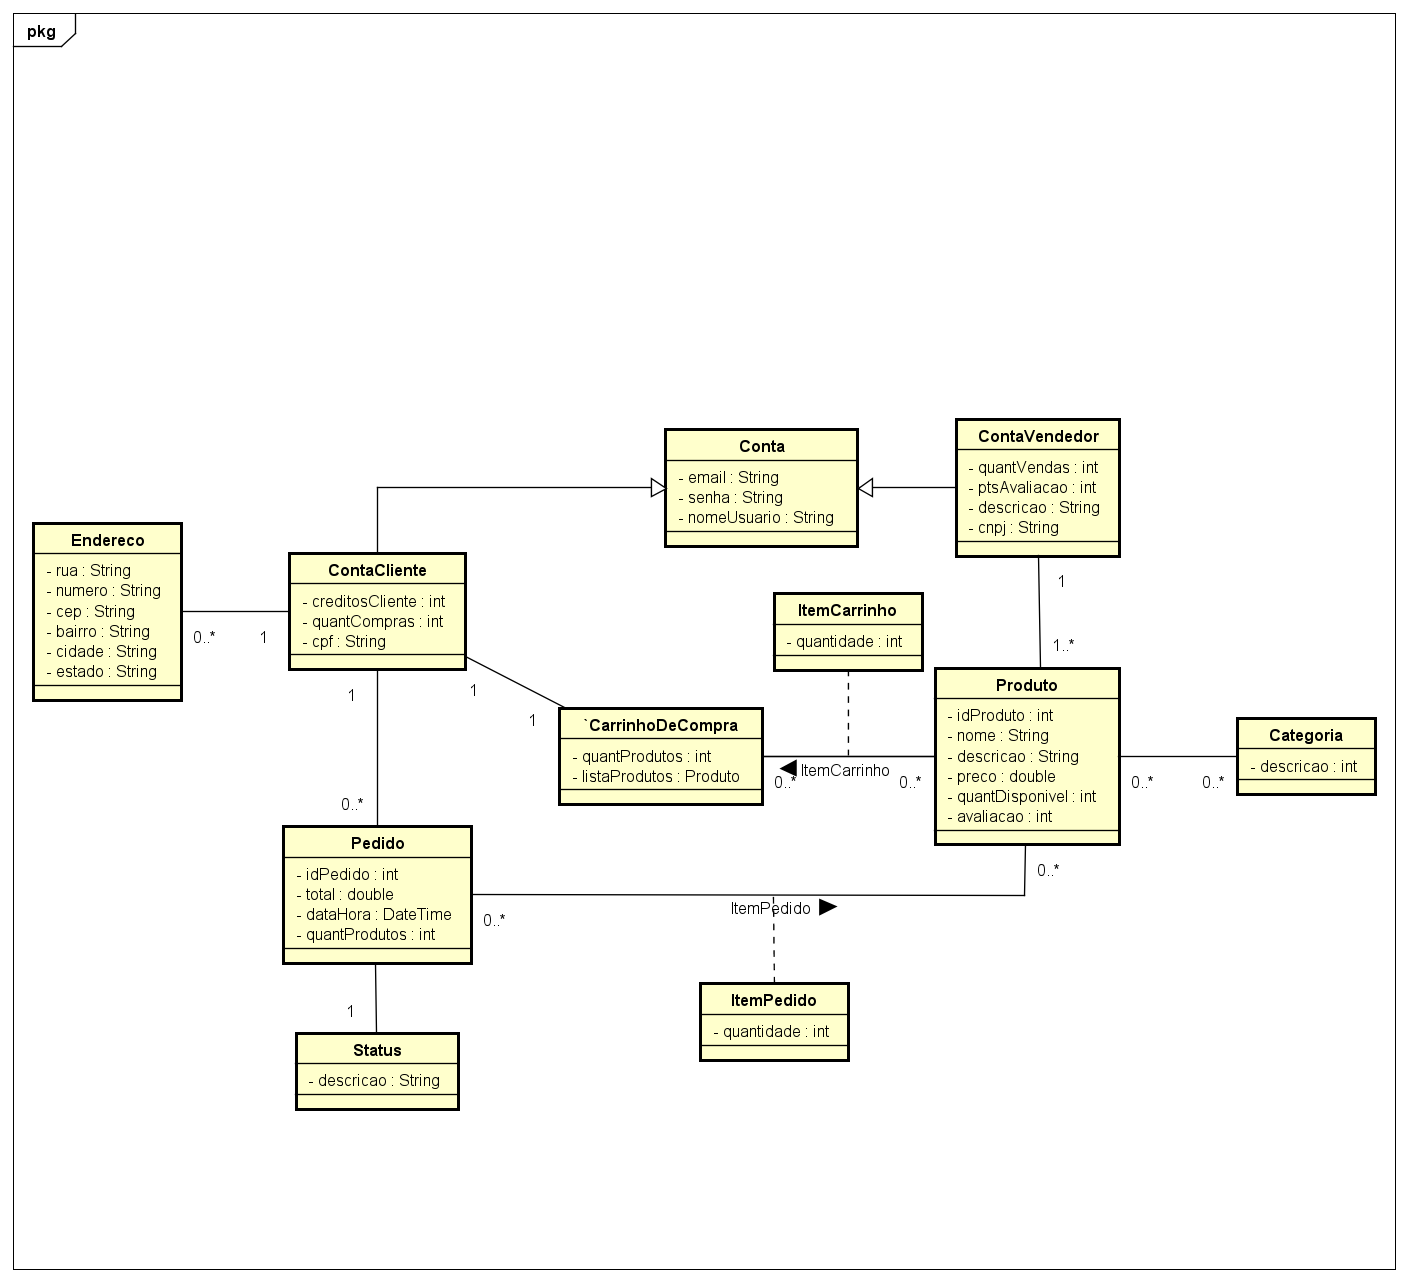 pkg
Conta
- email : String
- senha : String
- nomeUsuario : String
ContaVendedor
- quantVendas : int
- ptsAvaliacao : int
- descricao : String
- cnpj : String
Endereco
- rua : String
- numero : String
- cep : String
- bairro : String
- cidade : String
- estado : String
0..*
1
ContaCliente
- creditosCliente : int
- quantCompras : int
- cpf : String
1
1
1
0..*
ItemCarrinho
- quantidade : int
1
1..*
`CarrinhoDeCompra
- quantProdutos : int
- listaProdutos : Produto
ItemCarrinho
0..*
0..*
Produto
- idProduto : int
- nome : String
- descricao : String
- preco : double
- quantDisponivel : int
- avaliacao : int
0..*
0..*
Categoria
- descricao : int
Pedido
- idPedido : int
- total : double
- dataHora : DateTime
- quantProdutos : int
0..*
ItemPedido
0..*
1
Status
- descricao : String
ItemPedido
- quantidade : int